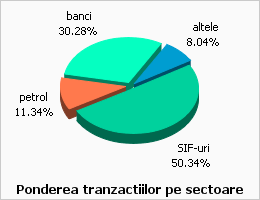 banci
30.28%
altele
8.04%
petrol
11.34%
SIF-uri
50.34%
Ponderea tranzactiilor pe sectoare